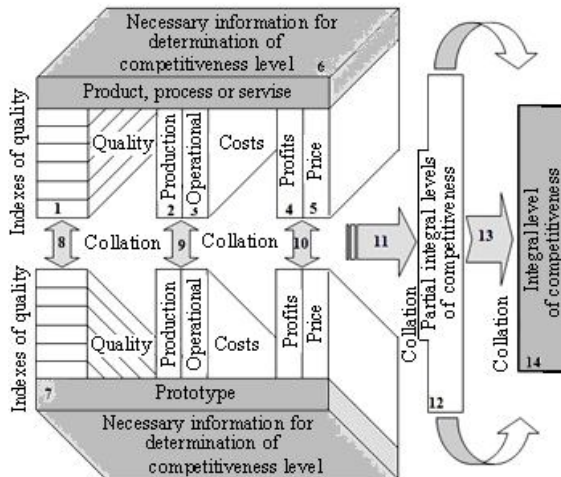 Necessary information for
determination of
competitiveness level
6
Product, process or servise
Indexes of quality
1
Quality
Production
2
Operational
3
Costs
Profits
4
Price
5
8
Collation
9
Collation
10
11
Indexes of quality
Quality
Production
Operational
Costs
Profits
Price
7
Prototype
Necessary information for
determination of
competitiveness level
Collation
Partial integral levels
of competitiveness
12
13
Collation
Integral level
of competitiveness
14